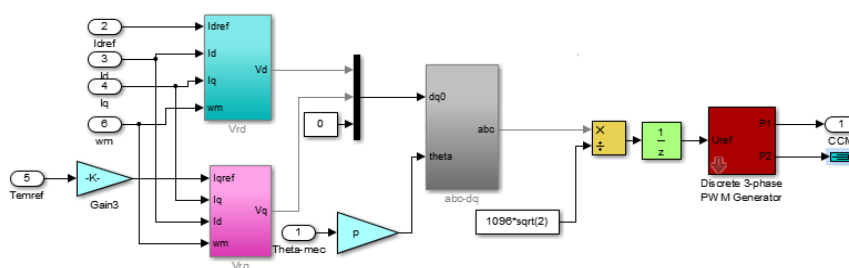 2
Idref
Idref
3
Id
Id
4
Iq
Iq
6
wm
wm
Vd
Vrd
0
5
Temref
-K-
Gain3
Iqref
Iq
Id
wm
Vq
Vrq
1
Theta-mec
p
dq0
theta
abc
abc-dq
1096*sqrt(2)
×
÷
1
z
Uref
P1
P2
Discrete 3-phase
PWM Generator
1
CCM